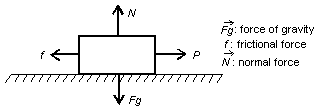 N
f
P
Fg
Fg: force of gravity
f: frictional force
N: normal force